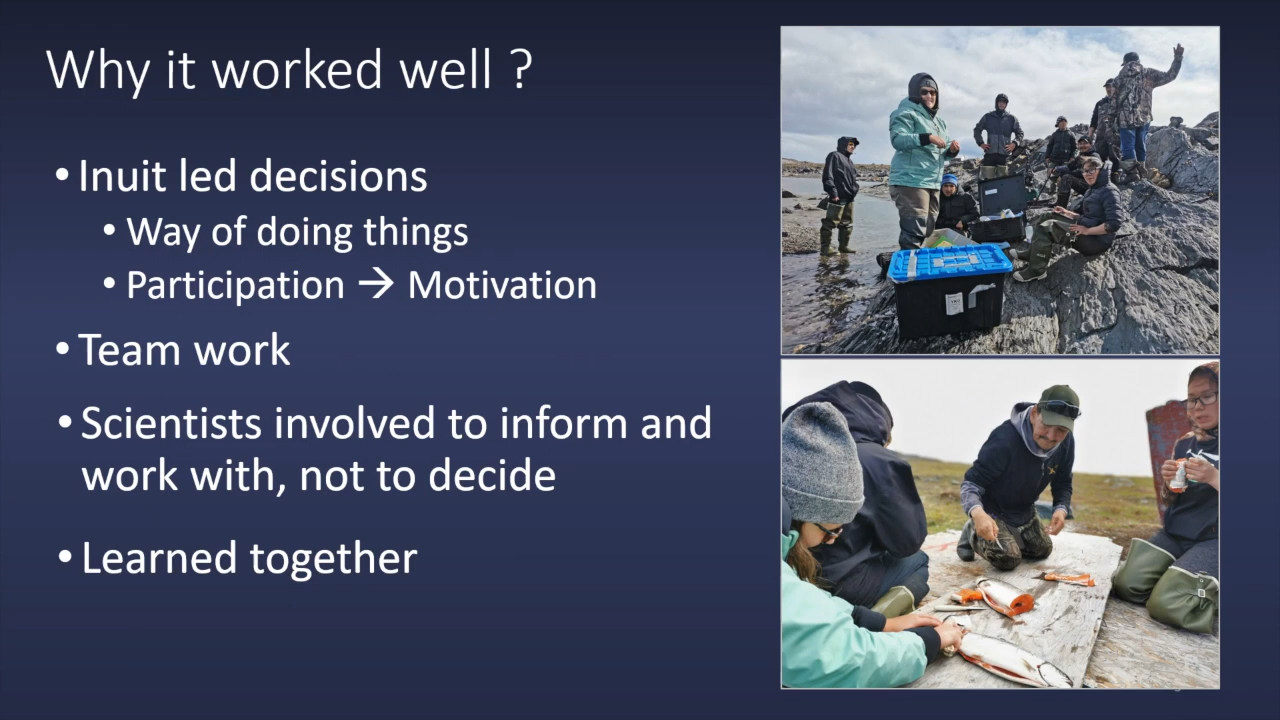 Why it worked well ?
• Inuit led decisions
• Way of doing things
• Participation → Motivation
• Team work
• Scientists involved to inform and
work with, not to decide
• Learned together